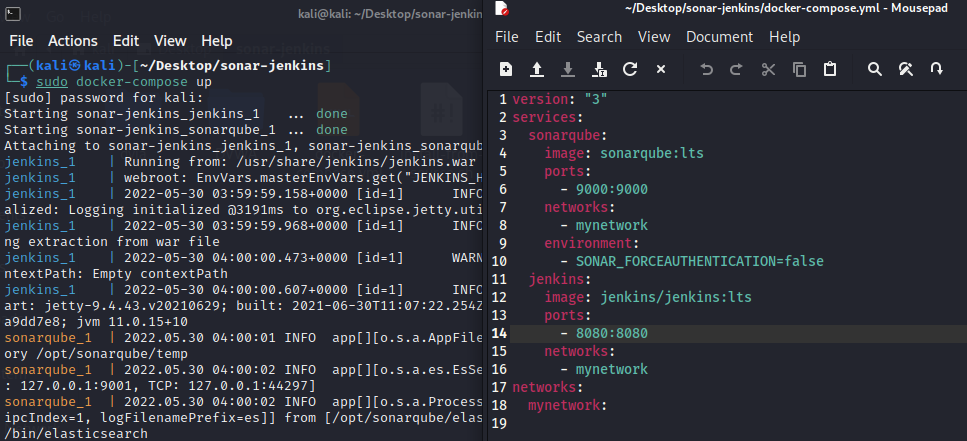 kali@kali: ~/Desktop/sonar-jenkins
File Actions Edit View Help
┌──(kali㉿kali)-[~/Desktop/sonar-jenkins]
└─$ sudo docker-compose up
[sudo] password for kali:
Starting sonar-jenkins_jenkins_1 ... done
Starting sonar-jenkins_sonarqube_1 ... done
Attaching to sonar-jenkins_jenkins_1, sonar-jenkins_sonarqub
jenkins_1 | Running from: /usr/share/jenkins/jenkins.war
jenkins_1 | webroot: EnvVars.masterEnvVars.get("JENKINS_H
jenkins_1 | 2022-05-30 03:59:59.158+0000 [id=1] INFO
alized: Logging initialized @3191ms to org.eclipse.jetty.uti
jenkins_1 | 2022-05-30 03:59:59.968+0000 [id=1] INFO
ng extraction from war file
jenkins_1 | 2022-05-30 04:00:00.473+0000 [id=1] WARN
ntextPath: Empty contextPath
jenkins_1 | 2022-05-30 04:00:00.607+0000 [id=1] INFO
art: jetty-9.4.43.v20210629; built: 2021-06-30T11:07:22.254Z
a9dd7e8; jvm 11.0.15+10
sonarqube_1 | 2022.05.30 04:00:01 INFO app[][o.s.a.AppFile
ory /opt/sonarqube/temp
sonarqube_1 | 2022.05.30 04:00:02 INFO app[][o.s.a.es.EsSe
: 127.0.0.1:9001, TCP: 127.0.0.1:44297]
sonarqube_1 | 2022.05.30 04:00:02 INFO app[][o.s.a.Process
ipcIndex=1, logFilenamePrefix=es]] from [/opt/sonarqube/elas
/bin/elasticsearch
~/Desktop/sonar-jenkins/docker-compose.yml - Mousepad
File Edit Search View Document Help
1 version: "3"
2 services:
3   sonarqube:
4     image: sonarqube:lts
5     ports:
6       - 9000:9000
7     networks:
8       - mynetwork
9     environment:
10       - SONAR_FORCEAUTHENTICATION=false
11   jenkins:
12     image: jenkins/jenkins:lts
13     ports:
14       - 8080:8080
15     networks:
16       - mynetwork
17 networks:
18   mynetwork:
19